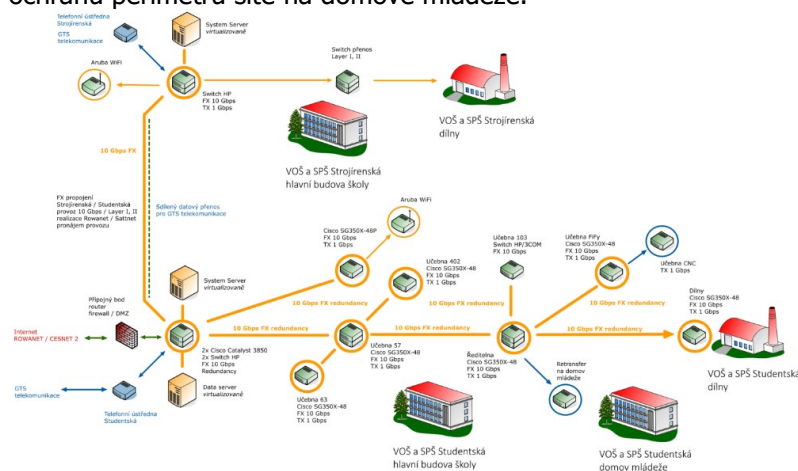 ochranu perimetru sítě na domově mládeže.
Telefonní ústředna
Strojírenská
GTS
telekomunikace
System Server
virtualizované
Aruba WiFi
Switch HP
FX 10 Gbps
TX 1 Gbps
Switch přenos
Layer I, II
VOŠ a SPŠ Strojírenská
dílny
VOŠ a SPŠ Strojírenská
hlavní budova školy
10 Gbps FX
FX propojení
Strojírenská / Studentská
provoz 10 Gbps / Layer I, II
realizace Rowanet / Sattnet
pronájem provozu
Sdílený datový přenos
pro GTS telekomunikace
Aruba WiFi
Cisco SG350X-48P
FX 10 Gbps
TX 1 Gbps
Učebna 402
Cisco SG350X-48
FX 10 Gbps
TX 1 Gbps
Učebna 103
Switch HP/3COM
FX 10 Gbps
Učebna FiFy
Cisco SG350X-48
FX 10 Gbps
TX 1 Gbps
Učebna CNC
TX 1 Gbps
System Server
virtualizované
Přípojný bod
router
firewall / DMZ
Internet
ROWANET / CESNET 2
10 Gbps FX redundancy
10 Gbps FX redundancy
10 Gbps FX redundancy
10 Gbps FX redundancy
10 Gbps FX redundancy
10 Gbps FX redundancy
Dílny
Cisco SG350X-48
FX 10 Gbps
TX 1 Gbps
2x Cisco Catalyst 3850
2x Switch HP
FX 10 Gbps
Redundancy
Učebna 57
Cisco SG350X-48
FX 10 Gbps
TX 1 Gbps
Ředitelna
Cisco SG350X-48
FX 10 Gbps
TX 1 Gbps
Retransfer
na domov
mládeže
VOŠ a SPŠ Studentská
dílny
GTS
telekomunikace
Telefonní ústředna
Studentská
Data server
virtualizované
Učebna 63
Cisco SG350X-48
FX 10 Gbps
TX 1 Gbps
VOŠ a SPŠ Studentská
hlavní budova školy
VOŠ a SPŠ Studentská
domov mládeže